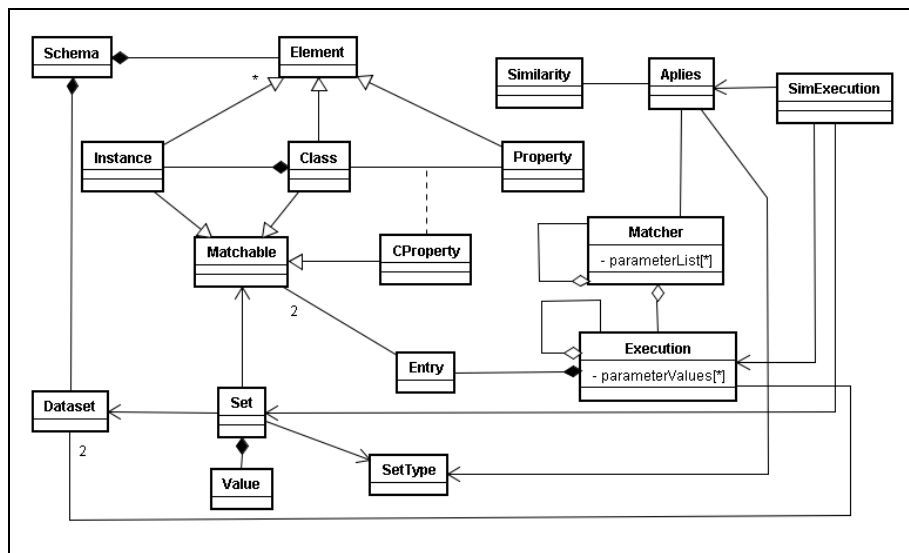 Schema
Element
*
Similarity
Aplies
SimExecution
Instance
Class
Property
Matchable
CProperty
Matcher
- parameterList[*]
2
Entry
Execution
- parameterValues[*]
Dataset
2
Set
SetType
Value